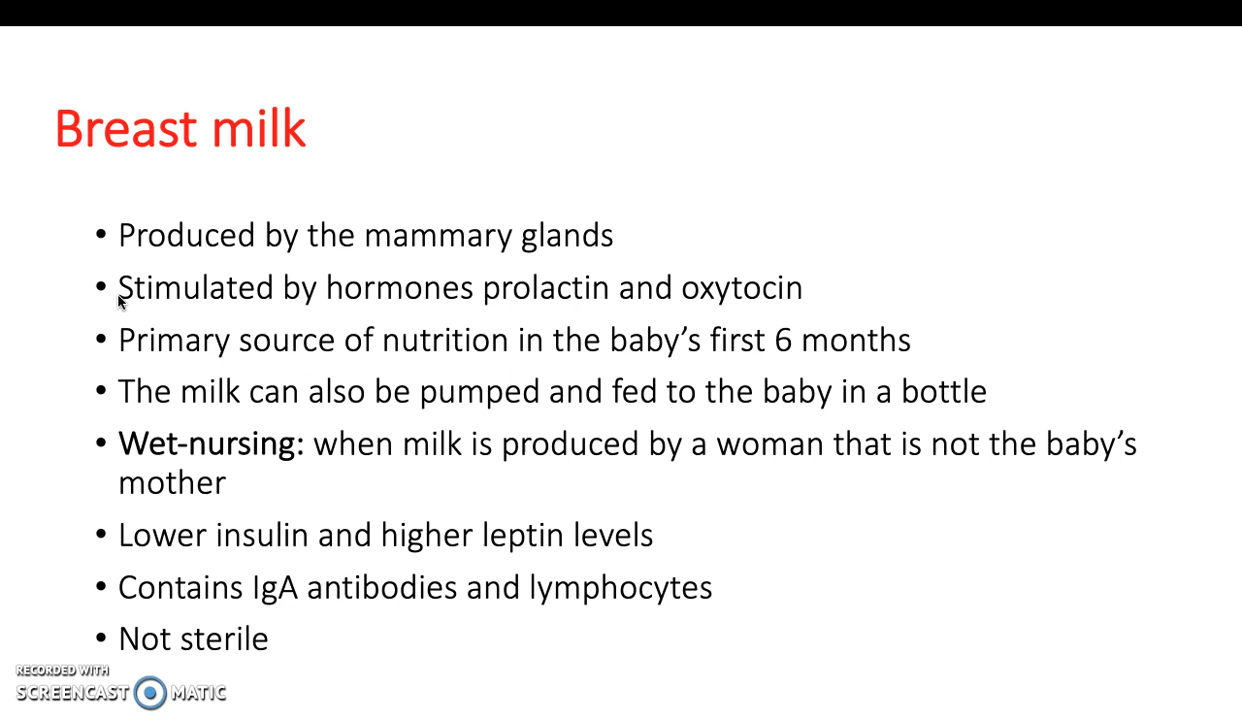 Breast milk
• Produced by the mammary glands
• Stimulated by hormones prolactin and oxytocin
• Primary source of nutrition in the baby’s first 6 months
• The milk can also be pumped and fed to the baby in a bottle
• Wet-nursing: when milk is produced by a woman that is not the baby’s
mother
• Lower insulin and higher leptin levels
• Contains IgA antibodies and lymphocytes
• Not sterile
RECORDED WITH
SCREENCAST MATIC